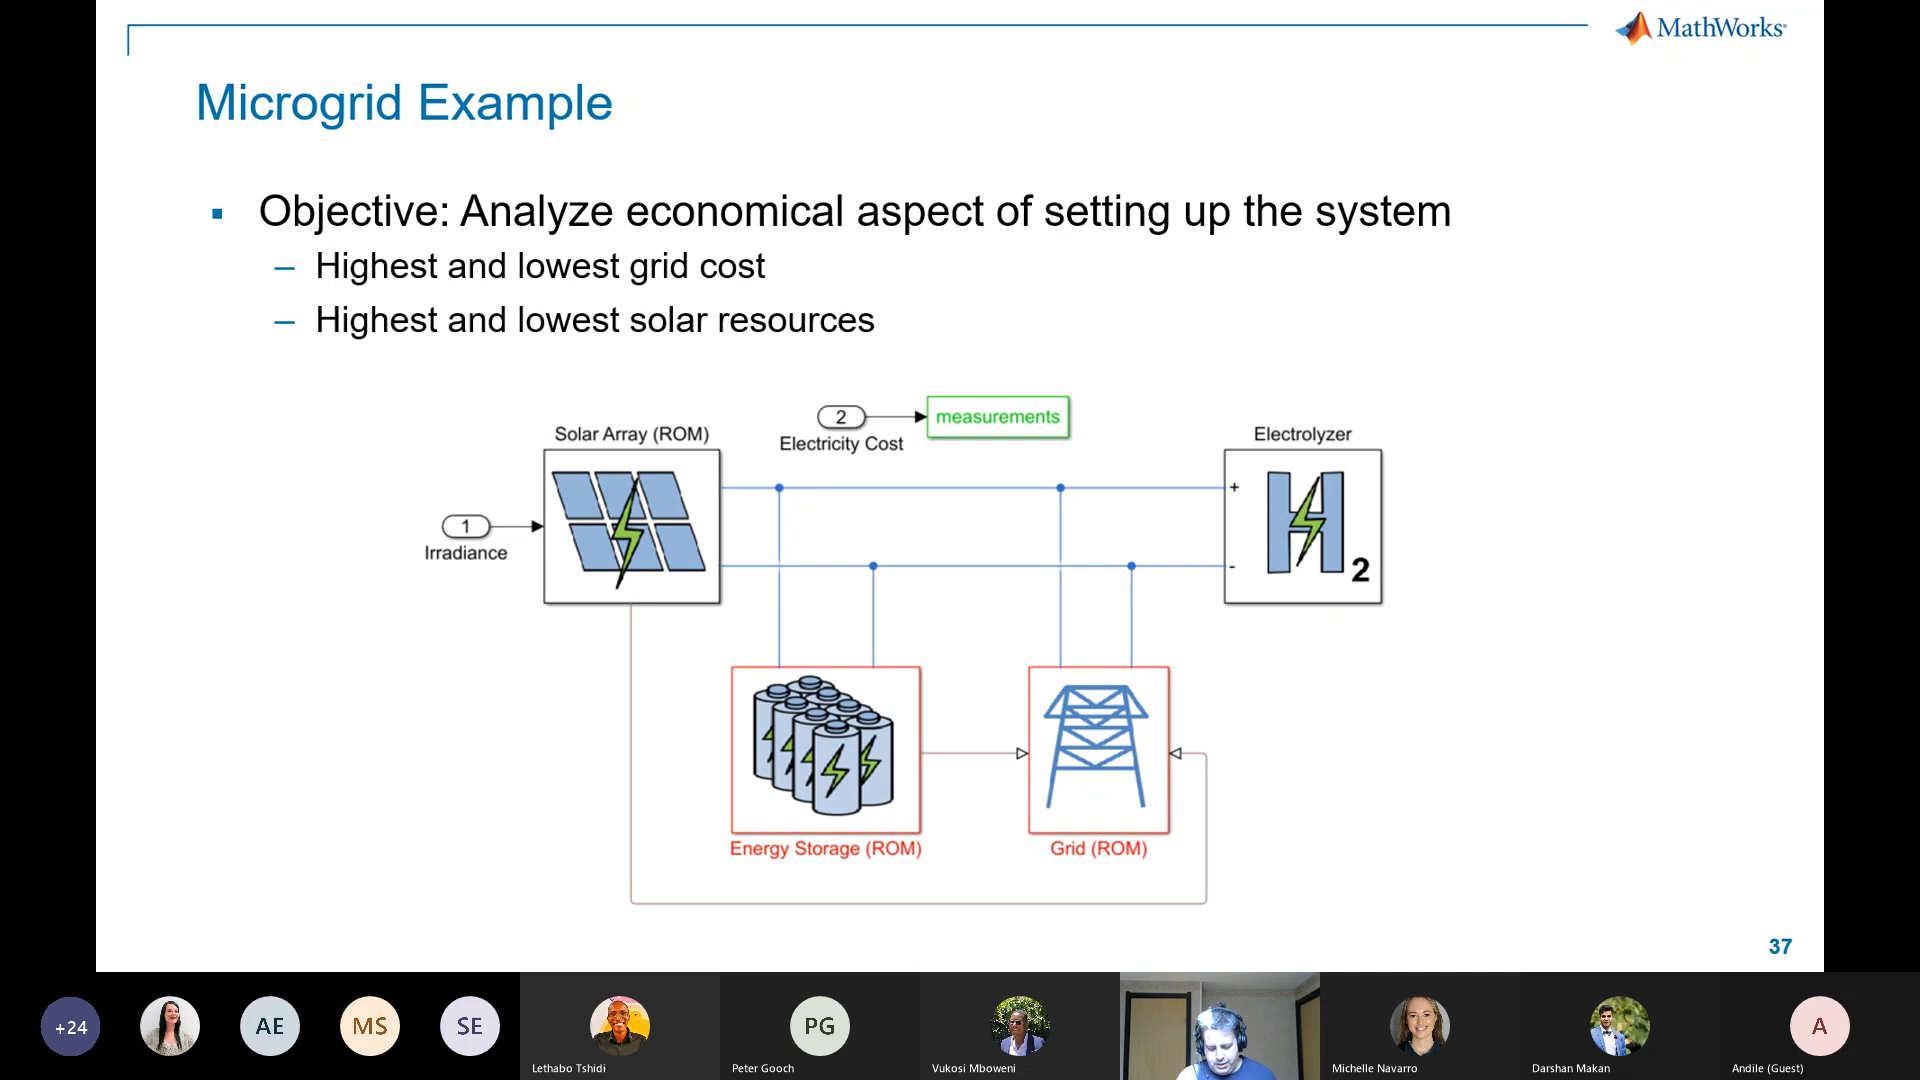 MathWorks®
Microgrid Example
Objective: Analyze economical aspect of setting up the system
– Highest and lowest grid cost
– Highest and lowest solar resources
2
measurements
Electricity Cost
Solar Array (ROM)
Electrolyzer
1
Irradiance
+
-
2
Energy Storage (ROM)
Grid (ROM)
37
+24
AE
MS
SE
PG
A
Lethabo Tshidi
Peter Gooch
Vukosi Mboweni
Michelle Navarro
Darshan Makan
Andile (Guest)